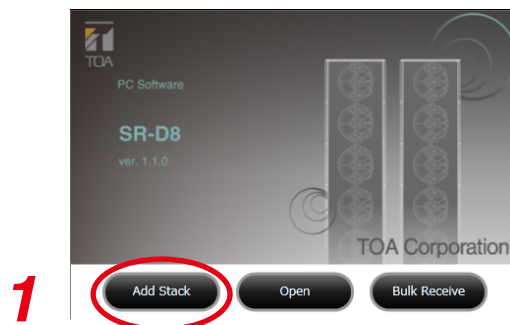 TOA
PC Software
SR-D8
ver. 1.1.0
TOA Corporation
1
Add Stack
Open
Bulk Receive